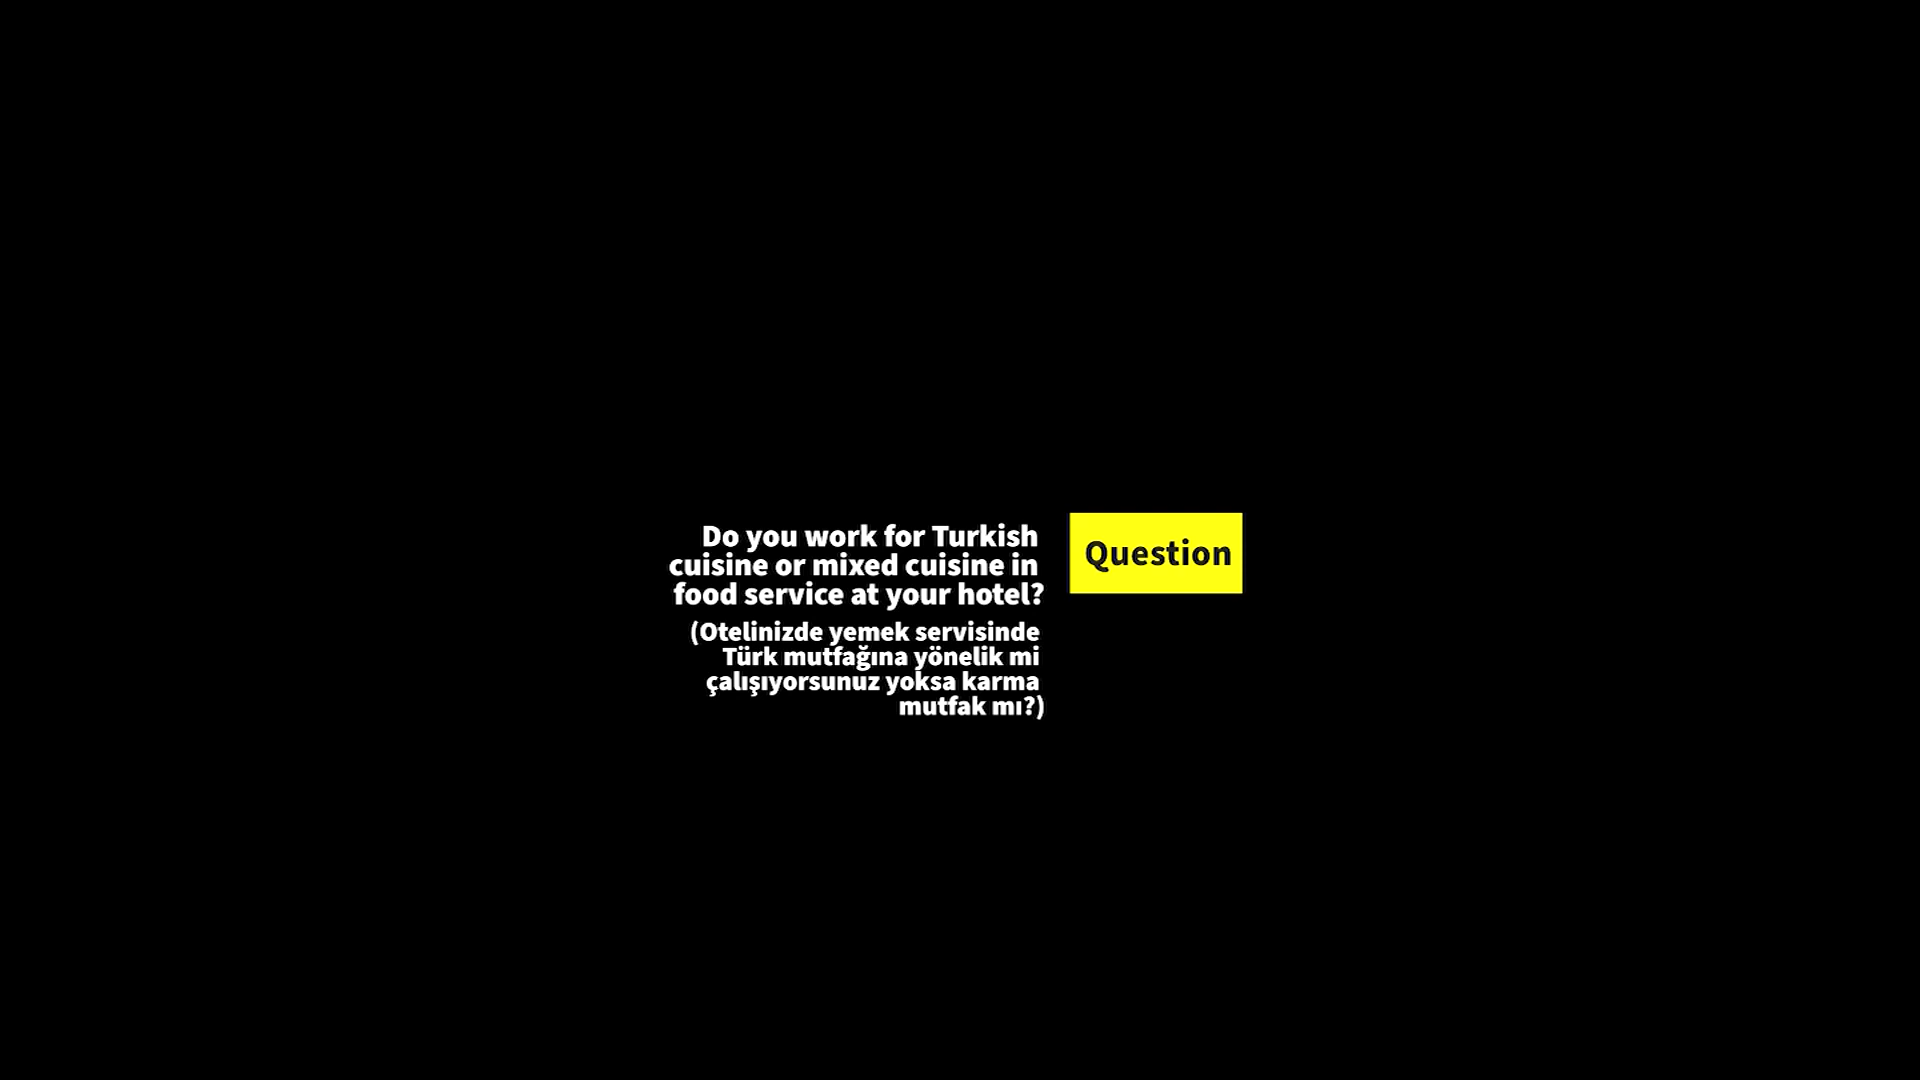 Do you work for Turkish
cuisine or mixed cuisine in
food service at your hotel?
(Otelinizde yemek servisinde
Türk mutfağına yönelik mi
çalışıyorsunuz yoksa karma
mutfak mı?)
Question